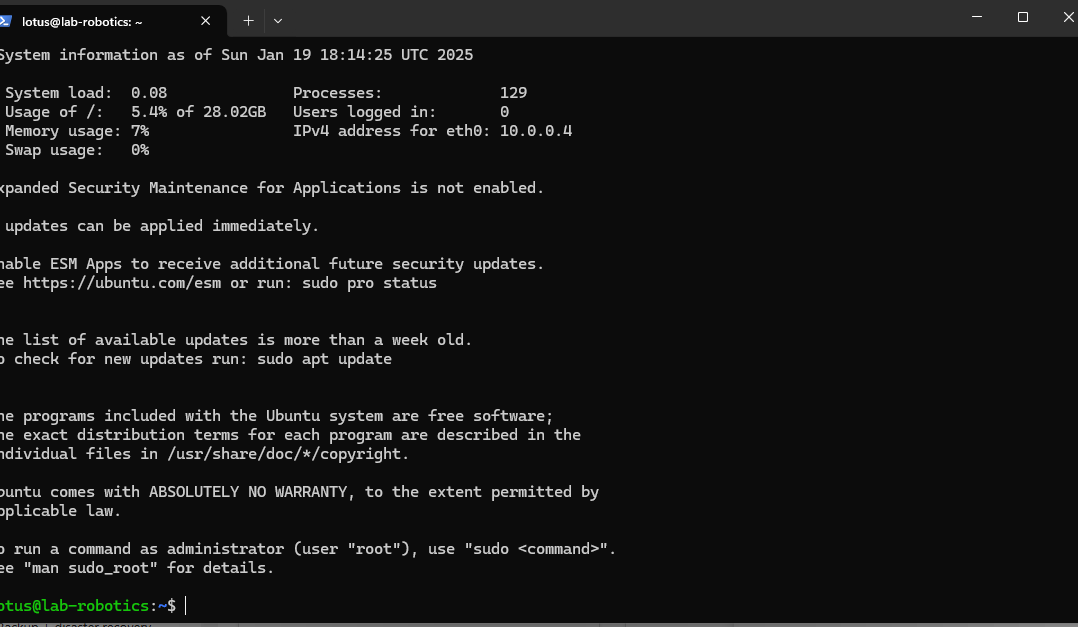 lotus@lab-robotics: ~
System information as of Sun Jan 19 18:14:25 UTC 2025
System load: 0.08 Processes: 129
Usage of /: 5.4% of 28.02GB Users logged in: 0
Memory usage: 7% IPv4 address for eth0: 10.0.0.4
Swap usage: 0%
xpanded Security Maintenance for Applications is not enabled.
updates can be applied immediately.
nable ESM Apps to receive additional future security updates.
ee https://ubuntu.com/esm or run: sudo pro status
he list of available updates is more than a week old.
o check for new updates run: sudo apt update
he programs included with the Ubuntu system are free software;
he exact distribution terms for each program are described in the
ndividual files in /usr/share/doc/*/copyright.
buntu comes with ABSOLUTELY NO WARRANTY, to the extent permitted by
pplicable law.
o run a command as administrator (user "root"), use "sudo <command>".
ee "man sudo_root" for details.
otus@lab-robotics:~$